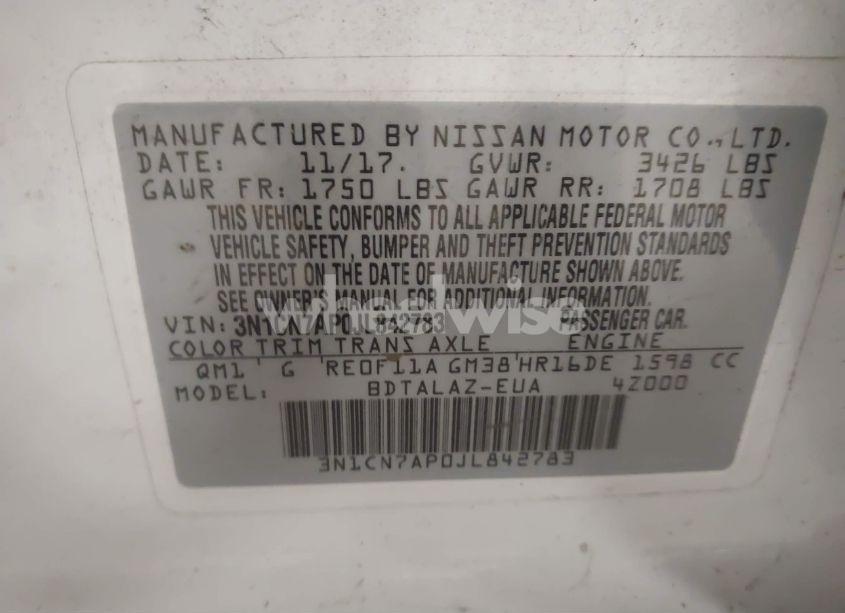 MANUFACTURED BY NISSAN MOTOR CO., LTD.
DATE: 11/17. GVWR: 3426 LBS
GAWR FR: 1750 LBS GAWR RR: 1708 LBS
THIS VEHICLE CONFORMS TO ALL APPLICABLE FEDERAL MOTOR
VEHICLE SAFETY, BUMPER AND THEFT PREVENTION STANDARDS
IN EFFECT ON THE DATE OF MANUFACTURE SHOWN ABOVE.
SEE OWNER'S MANUAL FOR ADDITIONAL INFORMATION.
wheelwise
VIN: 3N1CN7AP0JL842783 PASSENGER CAR.
COLOR TRIM TRANS AXLE ENGINE
QM1 G RE0F11A GM38 HR16DE 1598 CC
MODEL: BDTALAZ-EUA 4Z000
3N1CN7AP0JL842783